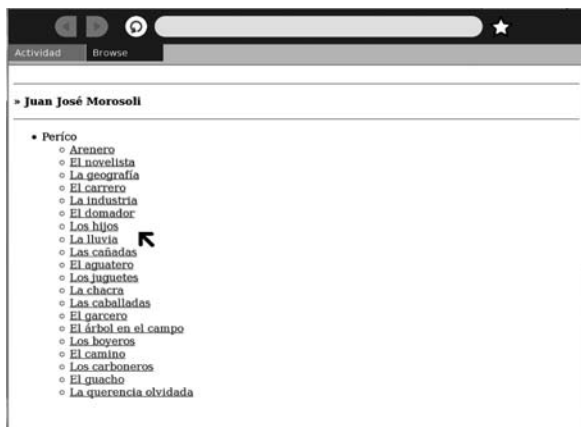 Actividad Browse
» Juan José Morosoli
• Períco
◦ Arenero
◦ El novelista
◦ La geografía
◦ El carrero
◦ La industria
◦ El domador
◦ Los hijos
◦ La lluvia
◦ Las cañadas
◦ El aguatero
◦ Los juguetes
◦ La chacra
◦ Las caballadas
◦ El garcero
◦ El árbol en el campo
◦ Los boyeros
◦ El camino
◦ Los carboneros
◦ El guacho
◦ La querencia olvidada